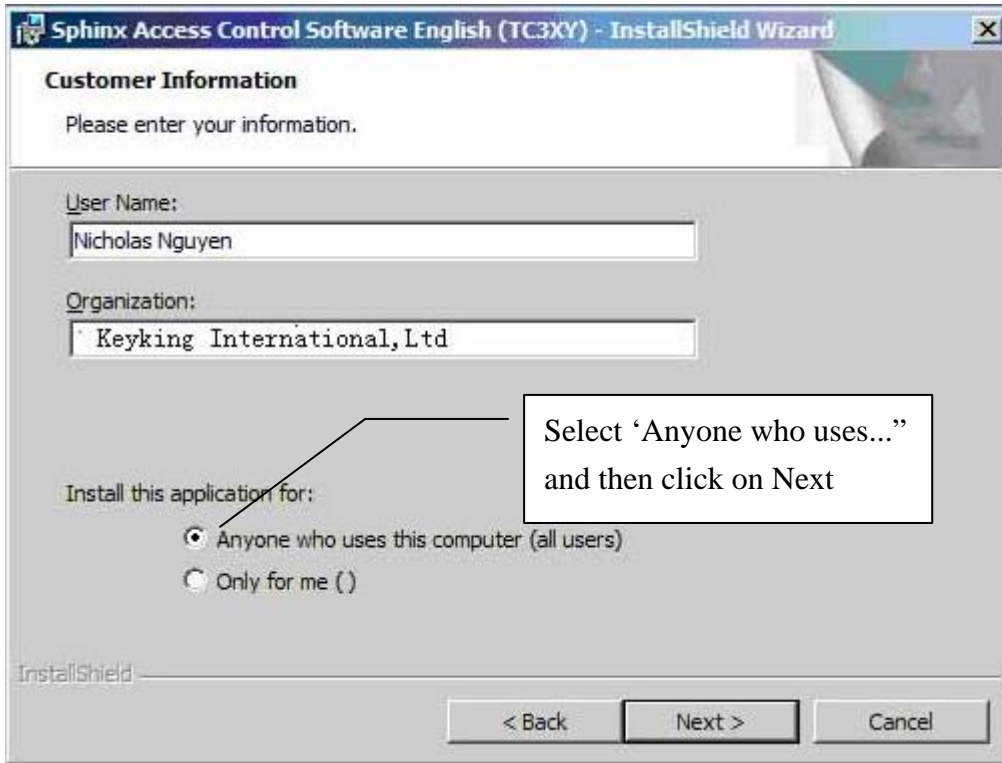 Sphinx Access Control Software English (TC3XY) - InstallShield Wizard
Customer Information
Please enter your information.
User Name:
Nicholas Nguyen
Organization:
Keyking International,Ltd
Select ‘Anyone who uses...”
and then click on Next
Install this application for:
Anyone who uses this computer (all users)
Only for me ()
InstallShield
< Back
Next >
Cancel